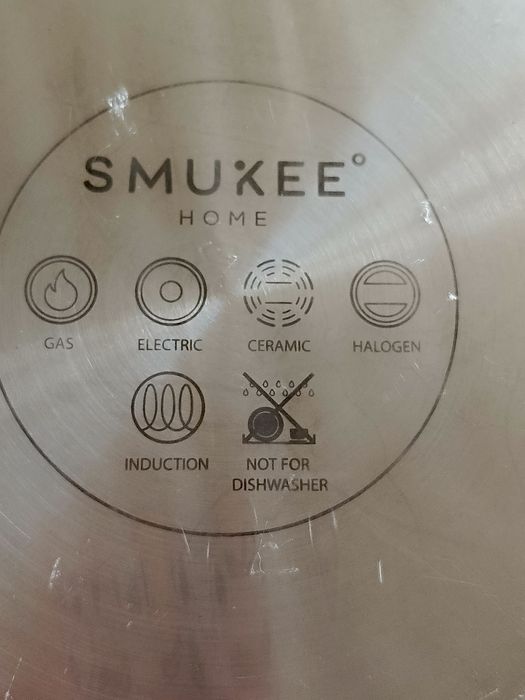 SMUKEE°
HOME
GAS ELECTRIC CERAMIC HALOGEN
INDUCTION NOT FOR
DISHWASHER